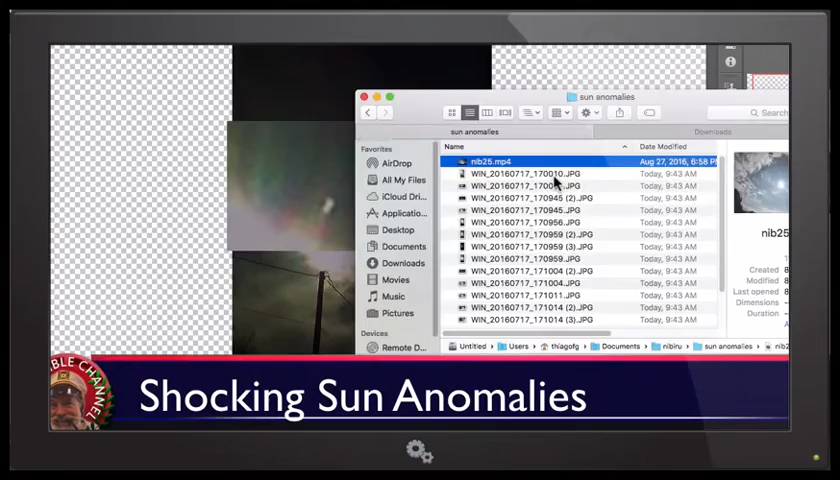 sun anomalies
Search
sun anomalies
Downloads
Favorites
AirDrop
All My Files
iCloud Dri...
Applicatio...
Desktop
Documents
Downloads
Movies
Music
Pictures
Devices
Remote D...
Name
Date Modified
nib25.mp4
Aug 27, 2016, 6:58 P
WIN_20160717_170010.JPG
Today, 9:43 AM
Today, 9:43 AM
WIN_20160717_170945 (2).JPG
Today, 9:43 AM
WIN_20160717_170945.JPG
Today, 9:43 AM
WIN_20160717_170956.JPG
Today, 9:43 AM
WIN_20160717_170959 (2).JPG
Today, 9:43 AM
WIN_20160717_170959 (3).JPG
Today, 9:43 AM
WIN_20160717_170959.JPG
Today, 9:43 AM
WIN_20160717_171004 (2).JPG
Today, 9:43 AM
WIN_20160717_171004.JPG
Today, 9:43 AM
WIN_20160717_171011.JPG
Today, 9:43 AM
WIN_20160717_171014 (2).JPG
Today, 9:43 AM
WIN_20160717_171014 (3).JPG
Today, 9:43 AM
nib25
Created
Modified
Last opened
Dimensions
Duration
Untitled
Users
thiagofg
Documents
nibiru
sun anomalies
BLE CHANNEL
Shocking Sun Anomalies